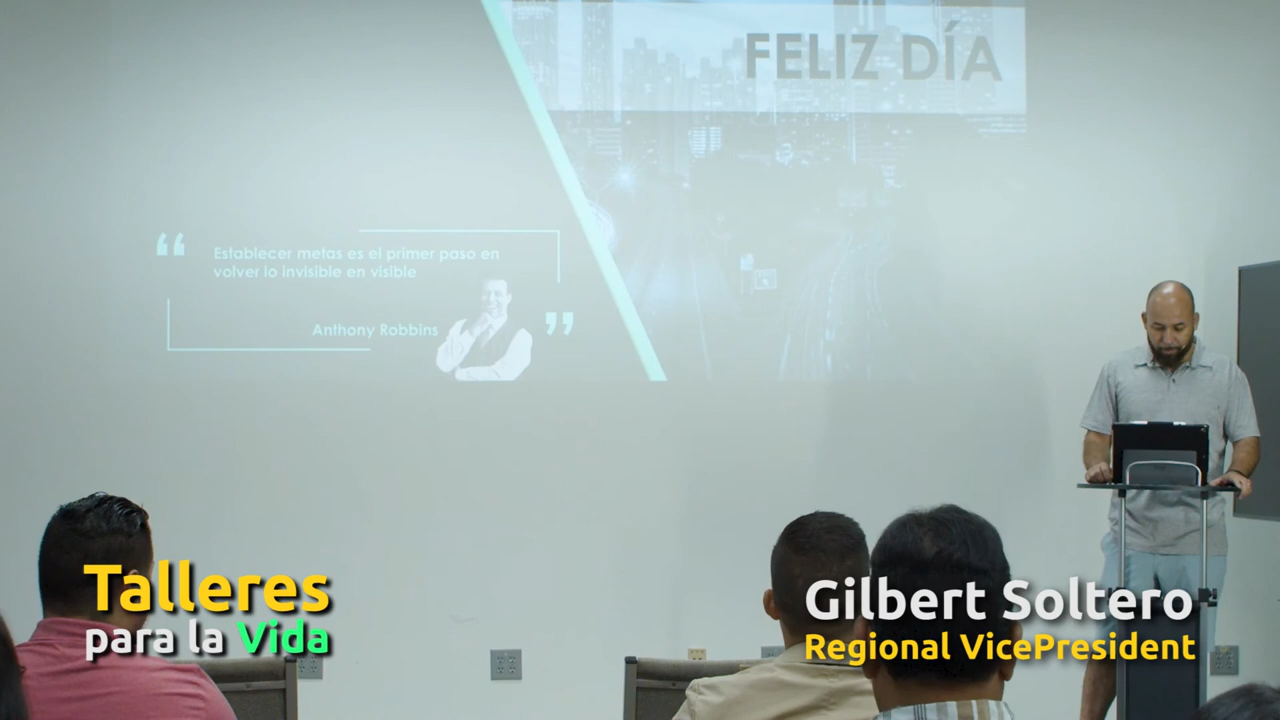 FELIZ DÍA
“
Establecer metas es el primer paso en
volver lo invisible en visible
Anthony Robbins
”
Talleres
para la Vida
Gilbert Soltero
Regional VicePresident